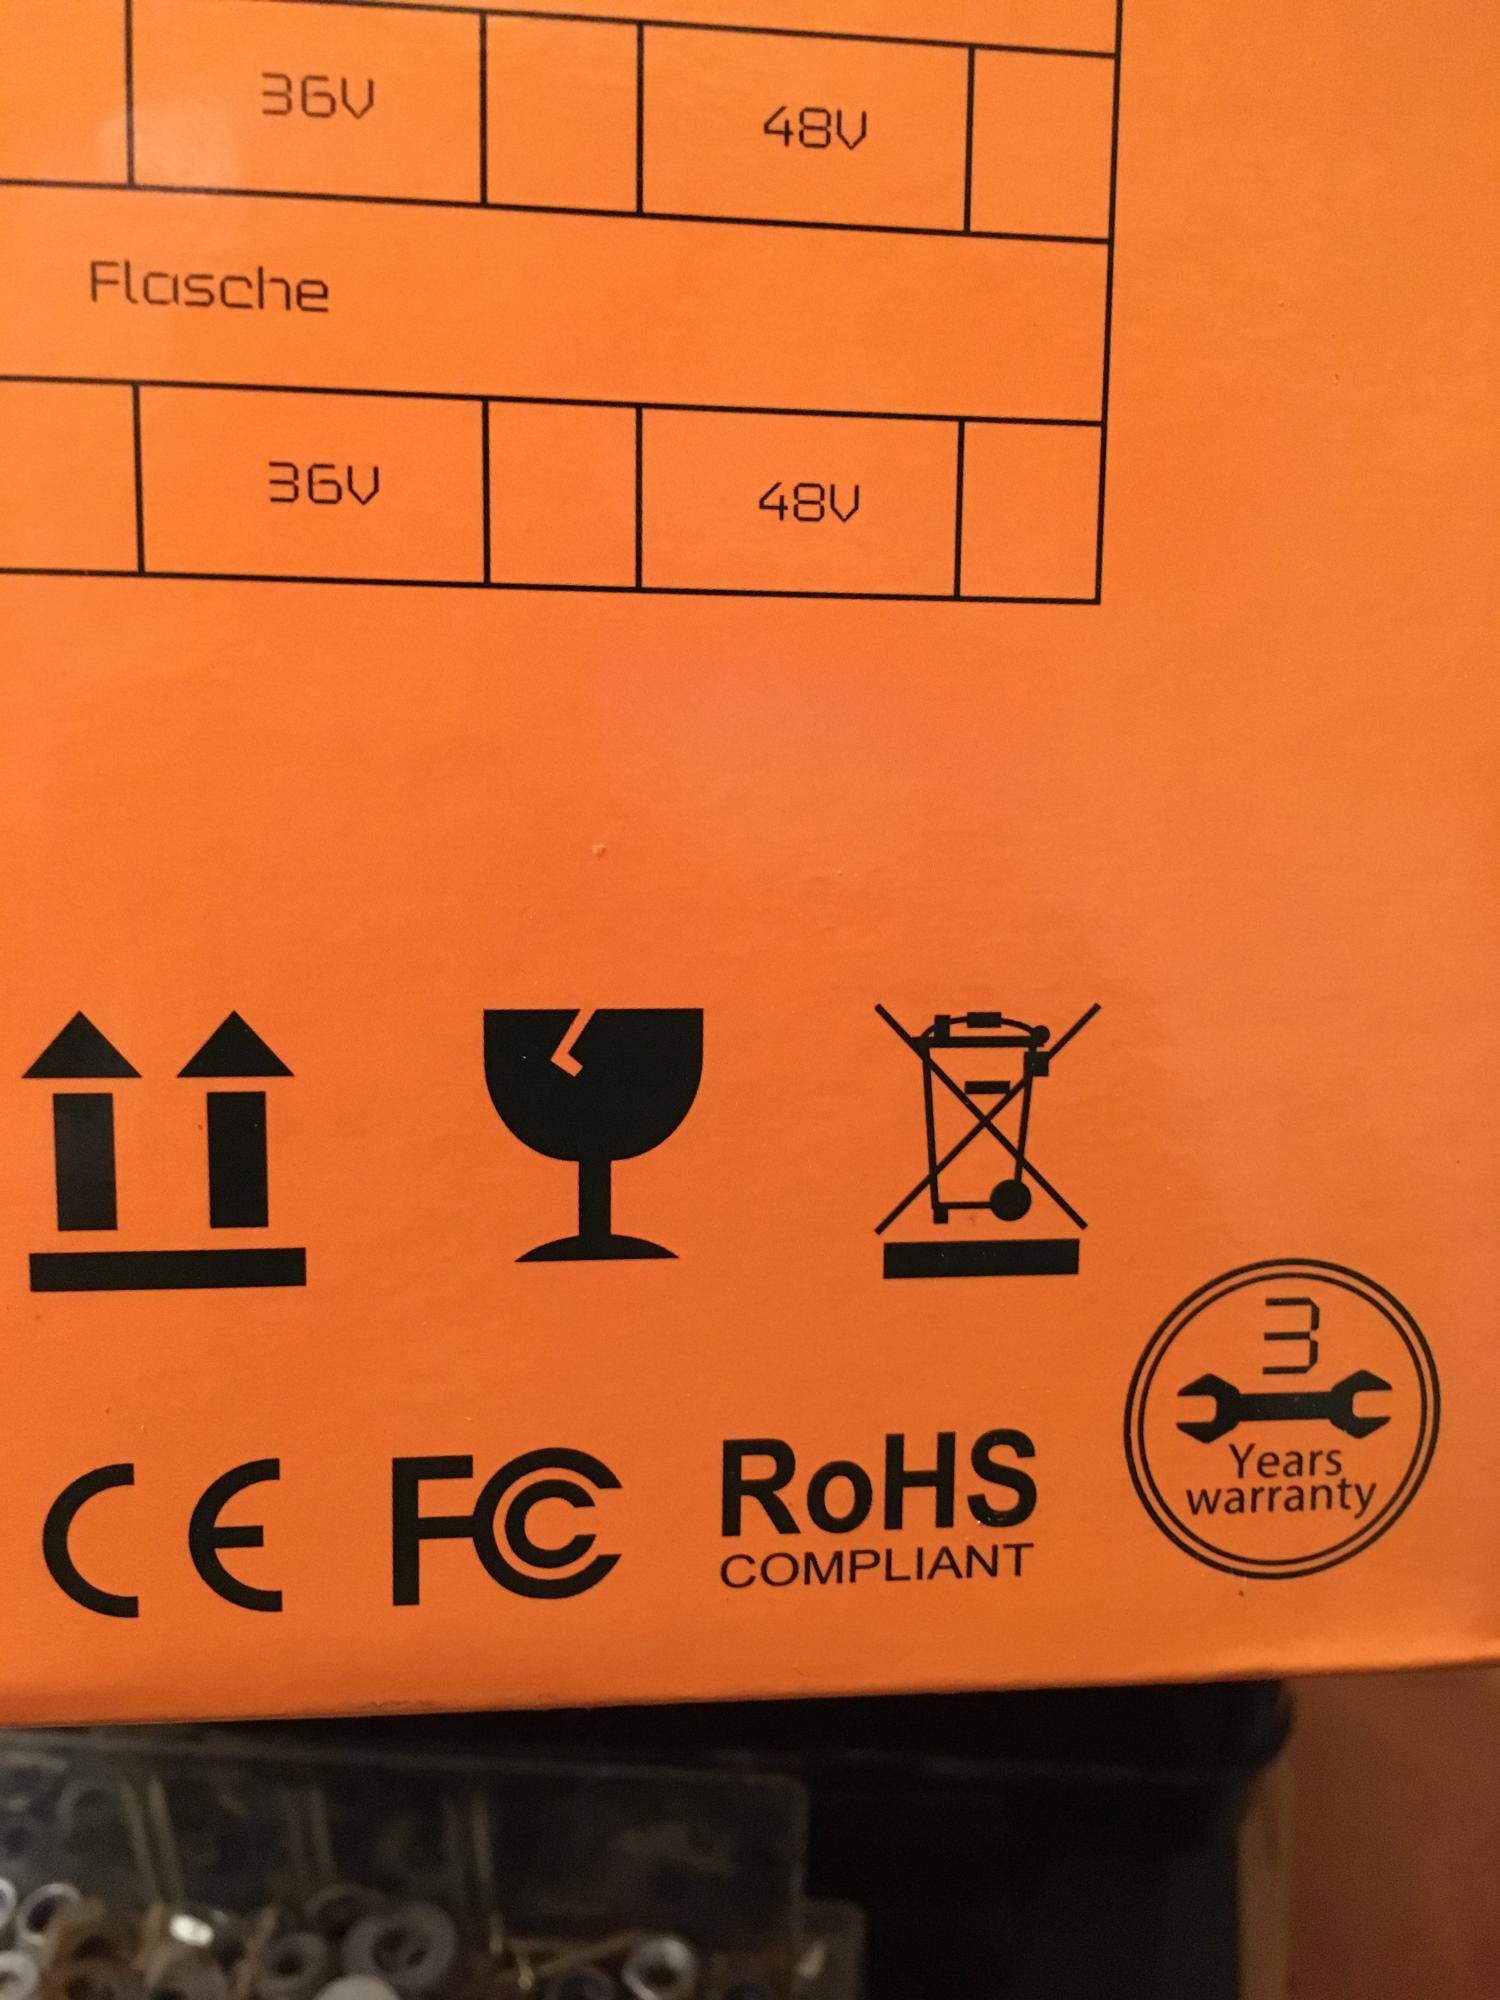 36V 48V
Flasche
36V 48V
3
Years
warranty
CE FC RoHS
COMPLIANT